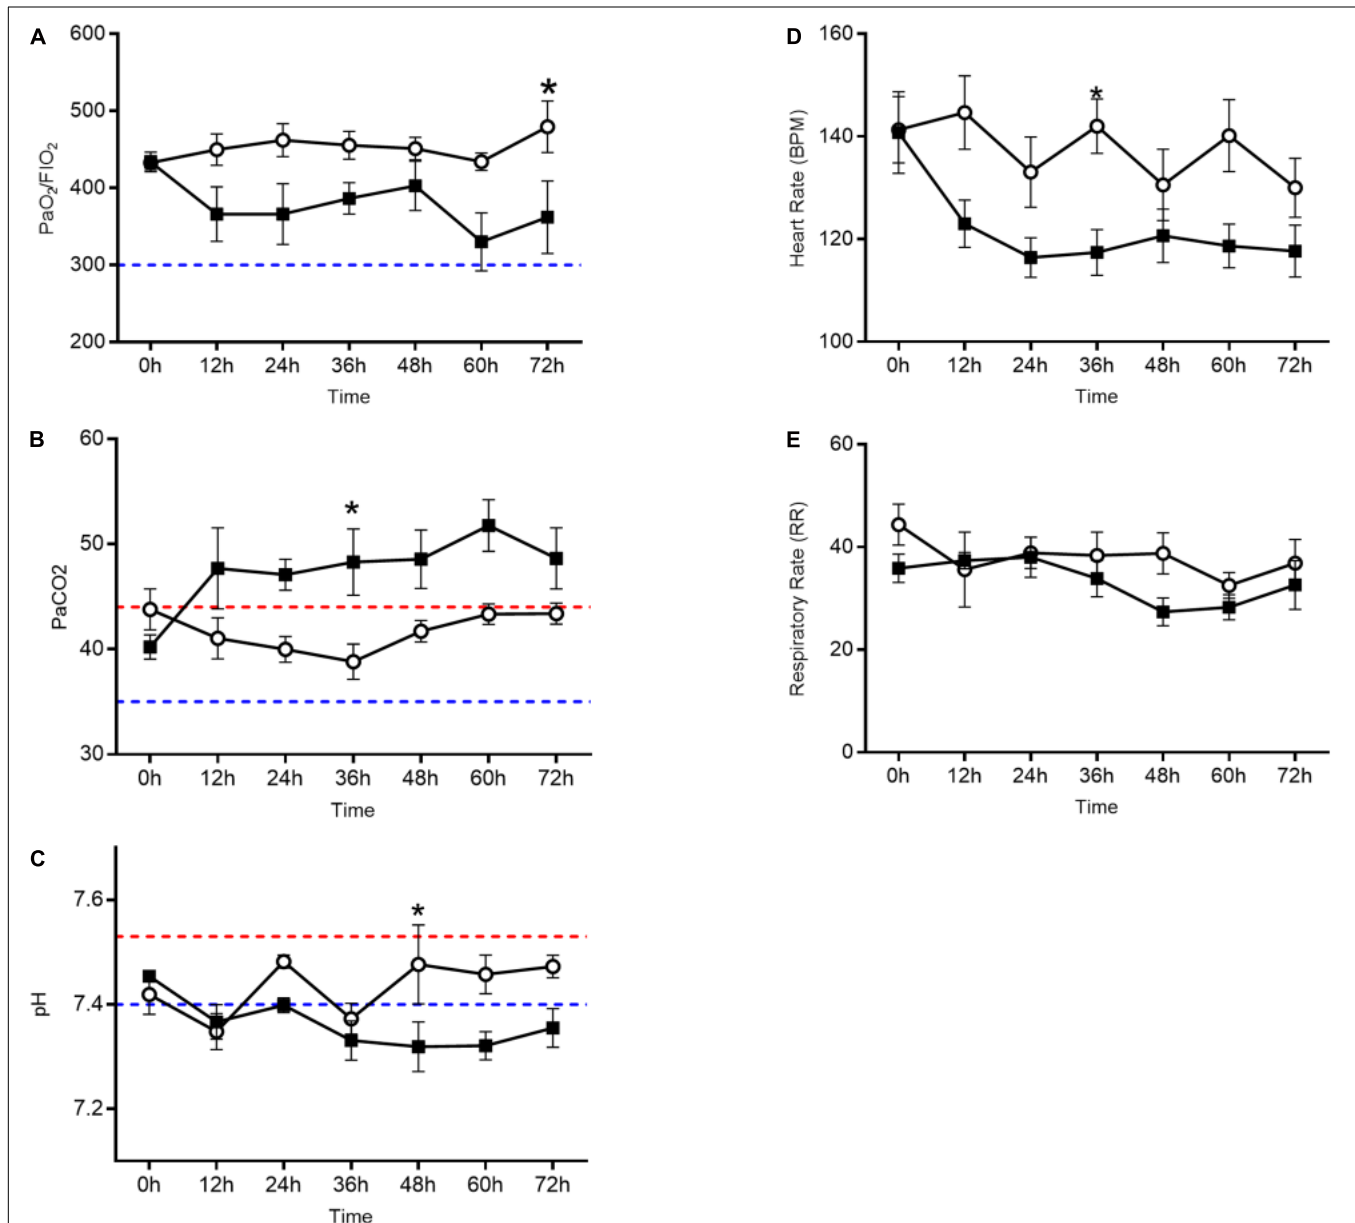 A
600
500
400
300
200
PaO2/FIO2
*
0h 12h 24h 36h 48h 60h 72h
Time
B
60
50
40
30
PaCO2
*
0h 12h 24h 36h 48h 60h 72h
Time
C
7.6
7.4
7.2
pH
*
0h 12h 24h 36h 48h 60h 72h
Time
D
160
140
120
100
Heart Rate (BPM)
*
0h 12h 24h 36h 48h 60h 72h
Time
E
60
40
20
0
Respiratory Rate (RR)
0h 12h 24h 36h 48h 60h 72h
Time